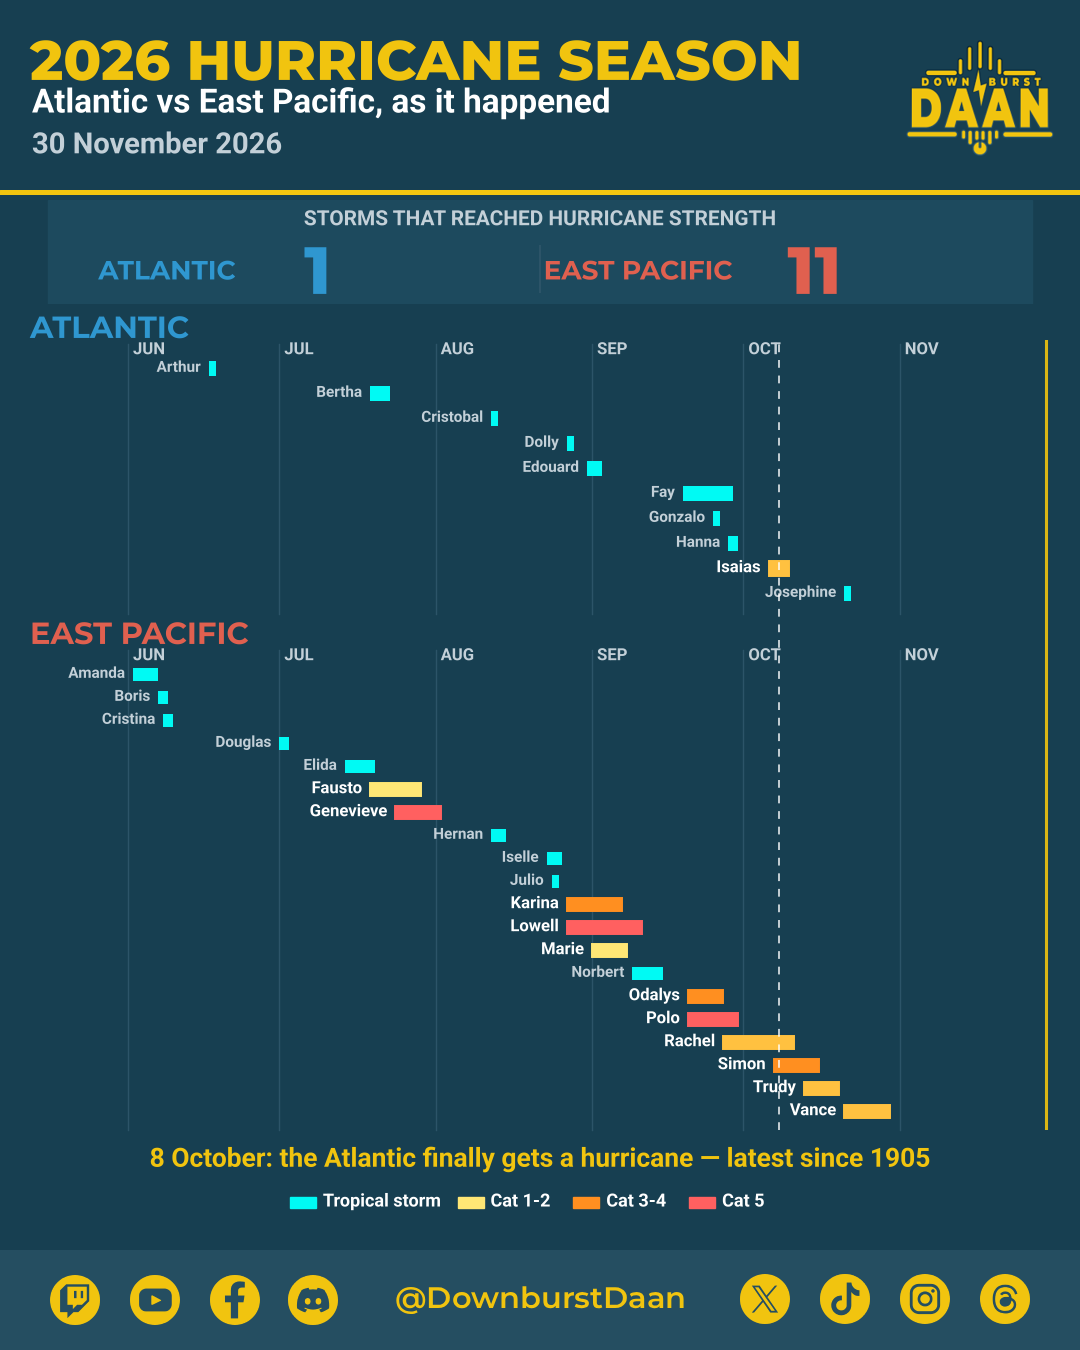 2026 HURRICANE SEASON
Atlantic vs East Pacific, as it happened
30 November 2026
DOWN BURST
DAAN
STORMS THAT REACHED HURRICANE STRENGTH
ATLANTIC 1 EAST PACIFIC 11
ATLANTIC
JUN JUL AUG SEP OCT NOV
Arthur
Bertha
Cristobal
Dolly
Edouard
Fay
Gonzalo
Hanna
Isaias
Josephine
EAST PACIFIC
JUN JUL AUG SEP OCT NOV
Amanda
Boris
Cristina
Douglas
Elida
Fausto
Genevieve
Hernan
Iselle
Julio
Karina
Lowell
Marie
Norbert
Odalys
Polo
Rachel
Simon
Trudy
Vance
8 October: the Atlantic finally gets a hurricane — latest since 1905
Tropical storm Cat 1-2 Cat 3-4 Cat 5
@DownburstDaan